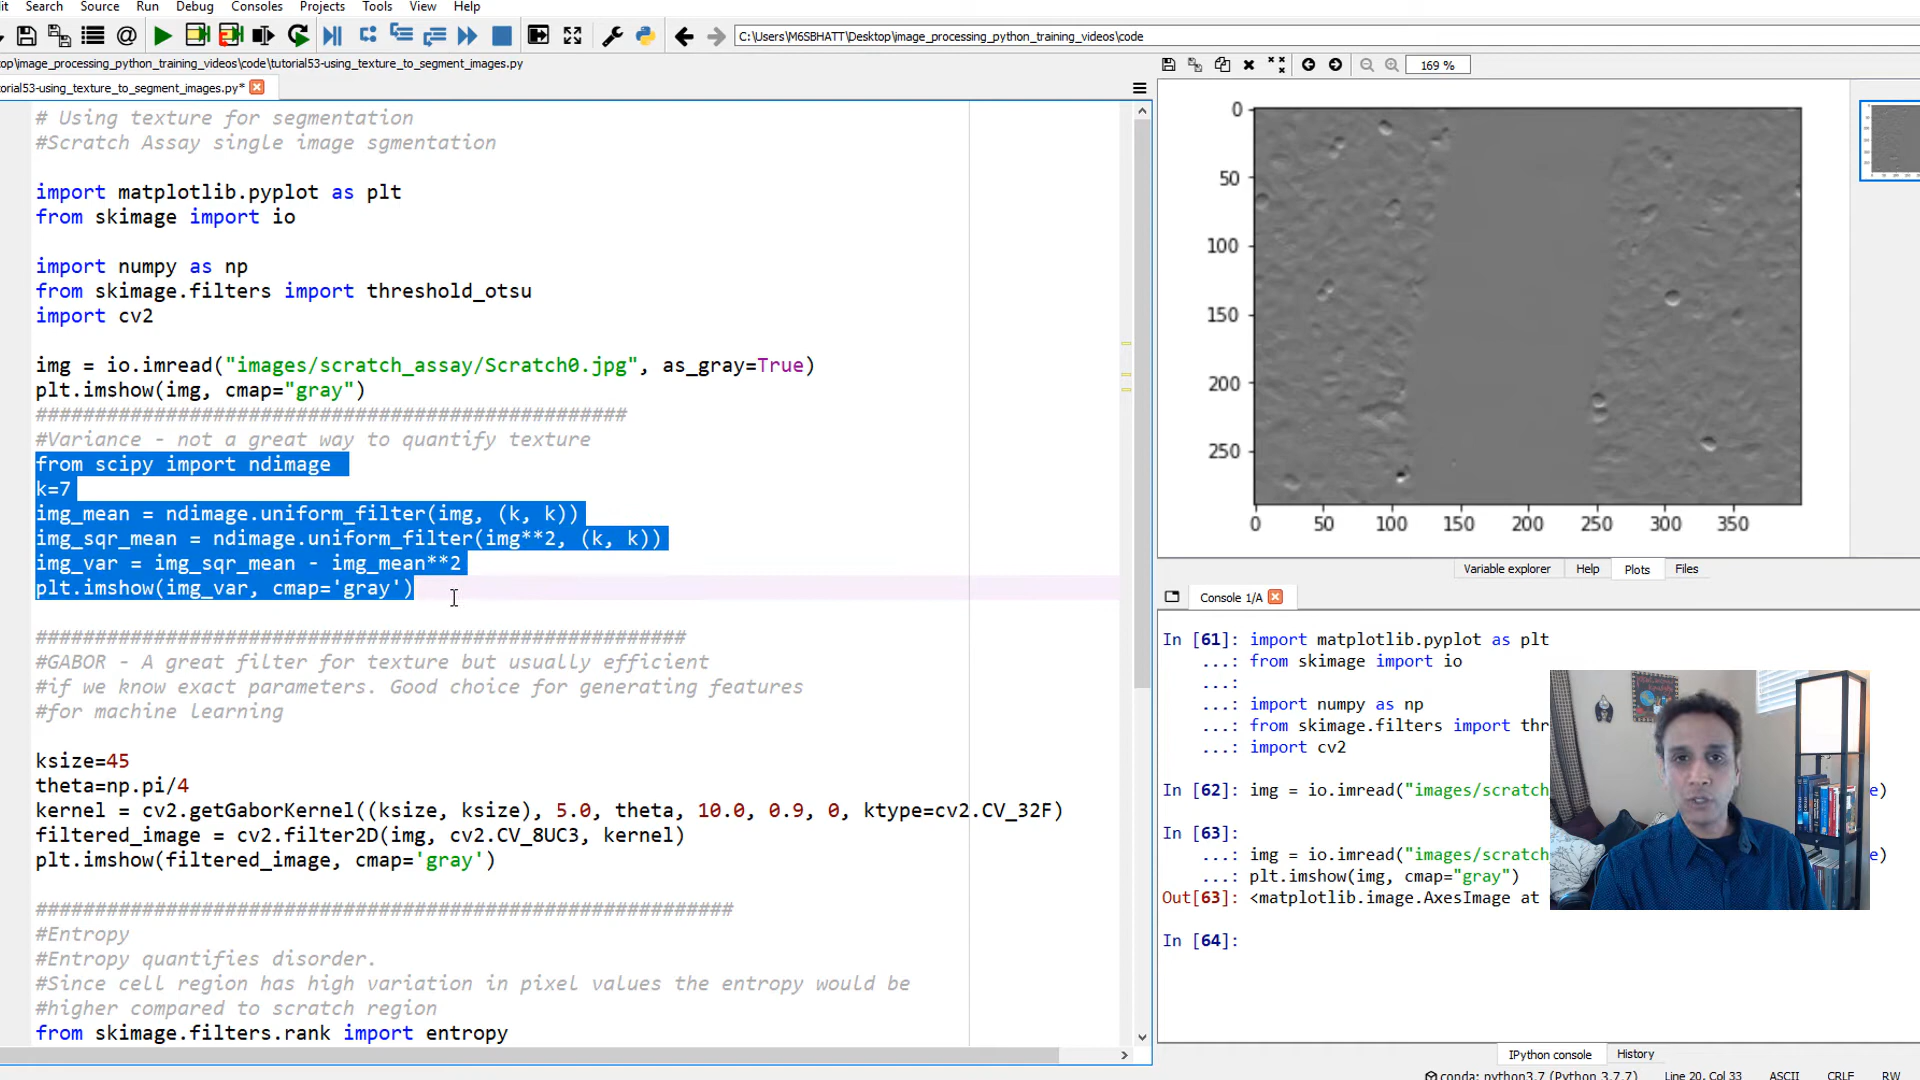 it Search Source Run Debug Consoles Projects Tools View Help
C:\Users\M6SBHATT\Desktop\image_processing_python_training_videos\code
op\image_processing_python_training_videos\code\tutorial53-using_texture_to_segment_images.py
orial53-using_texture_to_segment_images.py*
# Using texture for segmentation
#Scratch Assay single image sgmentation
import matplotlib.pyplot as plt
from skimage import io
import numpy as np
from skimage.filters import threshold_otsu
import cv2
img = io.imread("images/scratch_assay/Scratch0.jpg", as_gray=True)
plt.imshow(img, cmap="gray")
##################################################
#Variance - not a great way to quantify texture
from scipy import ndimage
k=7
img_mean = ndimage.uniform_filter(img, (k, k))
img_sqr_mean = ndimage.uniform_filter(img**2, (k, k))
img_var = img_sqr_mean - img_mean**2
plt.imshow(img_var, cmap='gray')
#######################################################
#GABOR - A great filter for texture but usually efficient
#if we know exact parameters. Good choice for generating features
#for machine learning
ksize=45
theta=np.pi/4
kernel = cv2.getGaborKernel((ksize, ksize), 5.0, theta, 10.0, 0.9, 0, ktype=cv2.CV_32F)
filtered_image = cv2.filter2D(img, cv2.CV_8UC3, kernel)
plt.imshow(filtered_image, cmap='gray')
###########################################################
#Entropy
#Entropy quantifies disorder.
#Since cell region has high variation in pixel values the entropy would be
#higher compared to scratch region
from skimage.filters.rank import entropy
169 %
0
50
100
150
200
250
0 50 100 150 200 250 300 350
Variable explorer Help Plots Files
Console 1/A
In [61]: import matplotlib.pyplot as plt
...: from skimage import io
...:
...: import numpy as np
...: from skimage.filters import thr
...: import cv2
In [62]: img = io.imread("images/scratch e)
In [63]:
...: img = io.imread("images/scratch e)
...: plt.imshow(img, cmap="gray")
Out[63]: <matplotlib.image.AxesImage at
In [64]:
IPython console History
conda: python3.7 (Python 3.7.7) Line 20, Col 33 ASCII CRLF RW